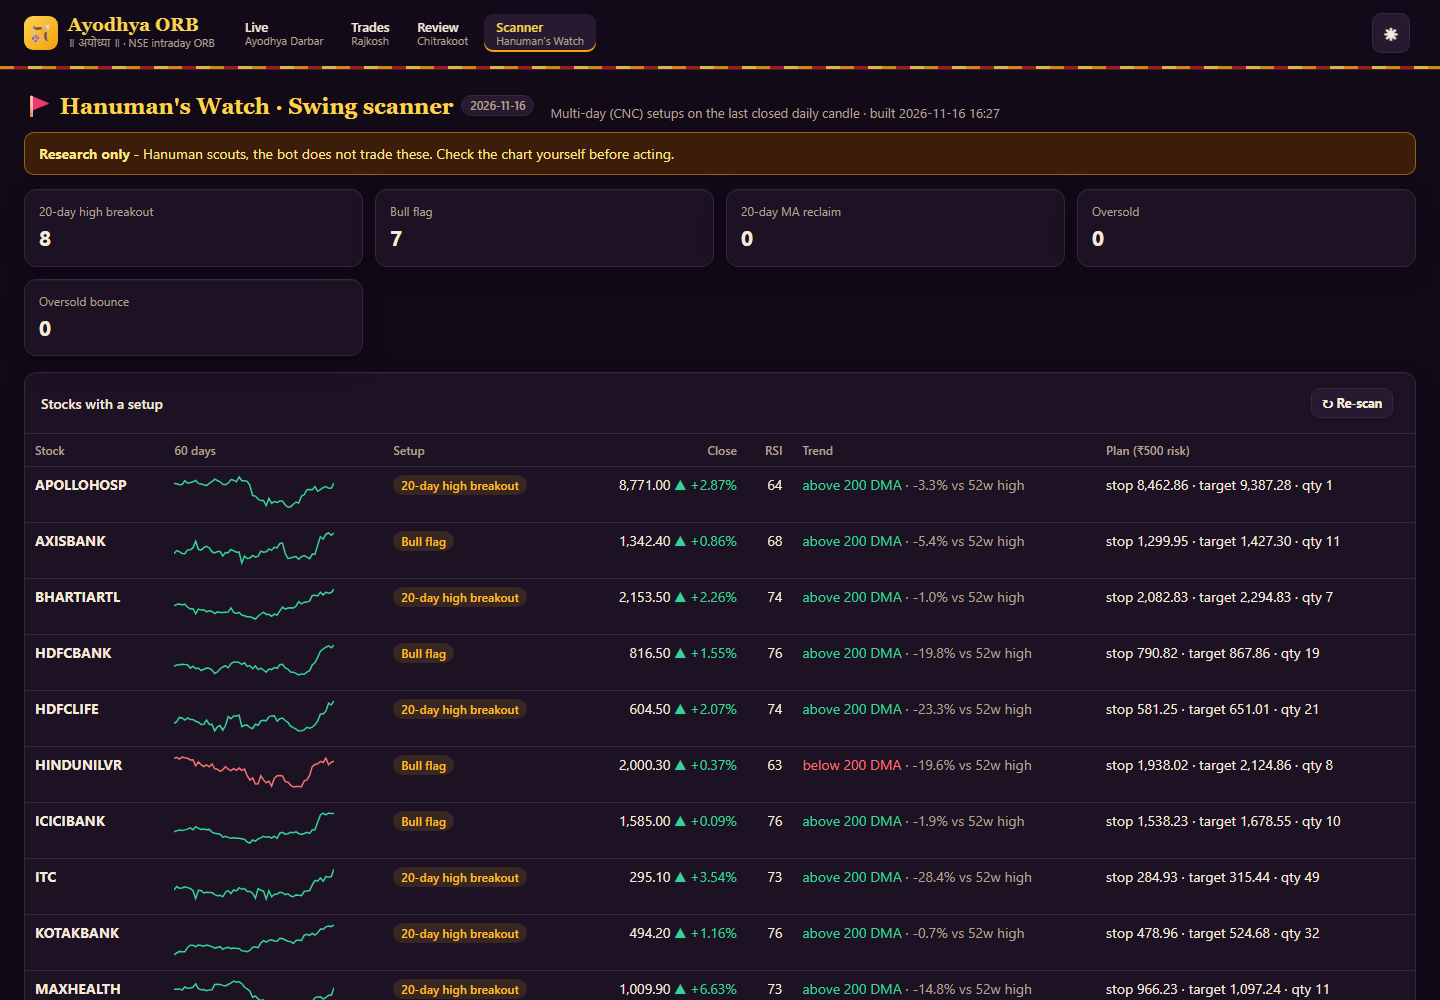 Ayodhya ORB
॥ अयोध्या ॥ · NSE intraday ORB
Live
Ayodhya Darbar
Trades
Rajkosh
Review
Chitrakoot
Scanner
Hanuman's Watch
Hanuman's Watch · Swing scanner 2026-11-16 Multi-day (CNC) setups on the last closed daily candle · built 2026-11-16 16:27
Research only - Hanuman scouts, the bot does not trade these. Check the chart yourself before acting.
20-day high breakout
8
Bull flag
7
20-day MA reclaim
0
Oversold
0
Oversold bounce
0
Stocks with a setup
↻ Re-scan
Stock 60 days Setup Close RSI Trend Plan (₹500 risk)
APOLLOHOSP 20-day high breakout 8,771.00 ▲ +2.87% 64 above 200 DMA · -3.3% vs 52w high stop 8,462.86 · target 9,387.28 · qty 1
AXISBANK Bull flag 1,342.40 ▲ +0.86% 68 above 200 DMA · -5.4% vs 52w high stop 1,299.95 · target 1,427.30 · qty 11
BHARTIARTL 20-day high breakout 2,153.50 ▲ +2.26% 74 above 200 DMA · -1.0% vs 52w high stop 2,082.83 · target 2,294.83 · qty 7
HDFCBANK Bull flag 816.50 ▲ +1.55% 76 above 200 DMA · -19.8% vs 52w high stop 790.82 · target 867.86 · qty 19
HDFCLIFE 20-day high breakout 604.50 ▲ +2.07% 74 above 200 DMA · -23.3% vs 52w high stop 581.25 · target 651.01 · qty 21
HINDUNILVR Bull flag 2,000.30 ▲ +0.37% 63 below 200 DMA · -19.6% vs 52w high stop 1,938.02 · target 2,124.86 · qty 8
ICICIBANK Bull flag 1,585.00 ▲ +0.09% 76 above 200 DMA · -1.9% vs 52w high stop 1,538.23 · target 1,678.55 · qty 10
ITC 20-day high breakout 295.10 ▲ +3.54% 73 above 200 DMA · -28.4% vs 52w high stop 284.93 · target 315.44 · qty 49
KOTAKBANK 20-day high breakout 494.20 ▲ +1.16% 76 above 200 DMA · -0.7% vs 52w high stop 478.96 · target 524.68 · qty 32
MAXHEALTH 20-day high breakout 1,009.90 ▲ +6.63% 73 above 200 DMA · -14.8% vs 52w high stop 966.23 · target 1,097.24 · qty 11